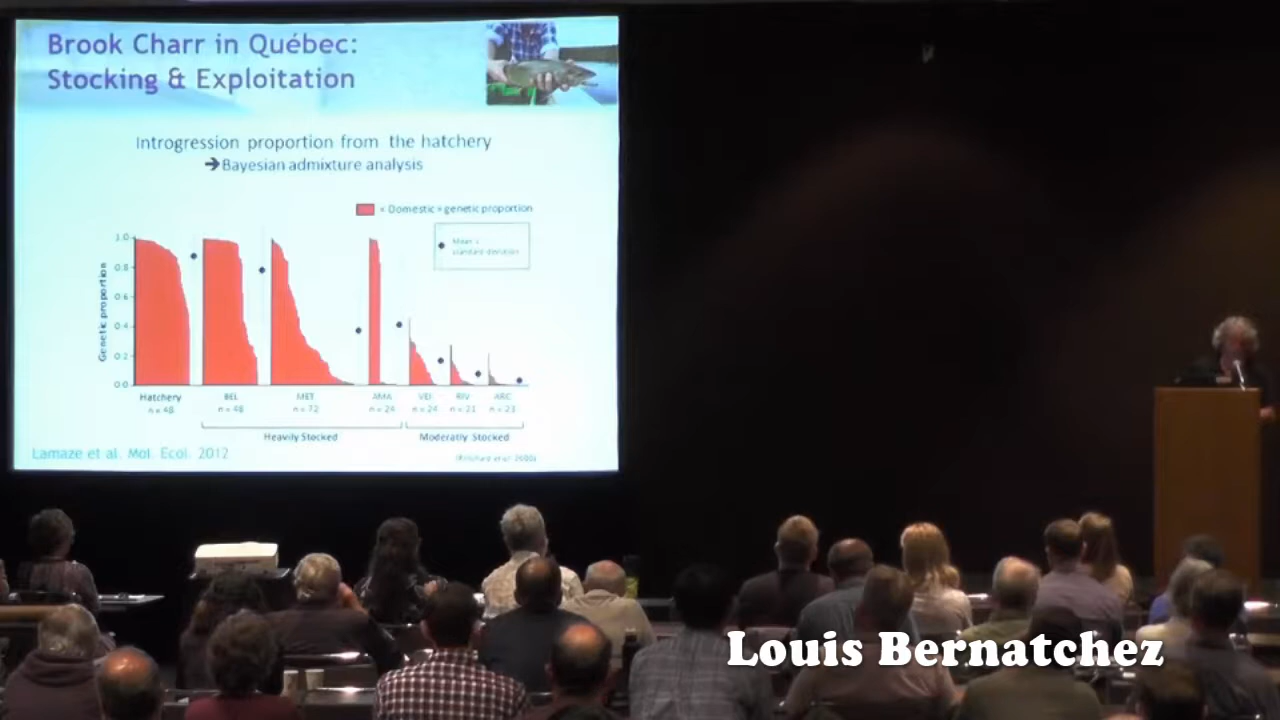 Brook Charr in Québec:
Stocking & Exploitation
Introgression proportion from the hatchery
➔Bayesian admixture analysis
« Domestic » genetic proportion
Mean ±
standard deviation
Genetic proportion
1.0
0.8
0.6
0.4
0.2
0.0
Hatchery BEL MET AMA VEI RIV ARC
n = 48 n = 48 n = 72 n = 24 n = 24 n = 21 n = 23
Heavily Stocked Moderatly Stocked
Lamaze et al. Mol. Ecol. 2012
Louis Bernatchez